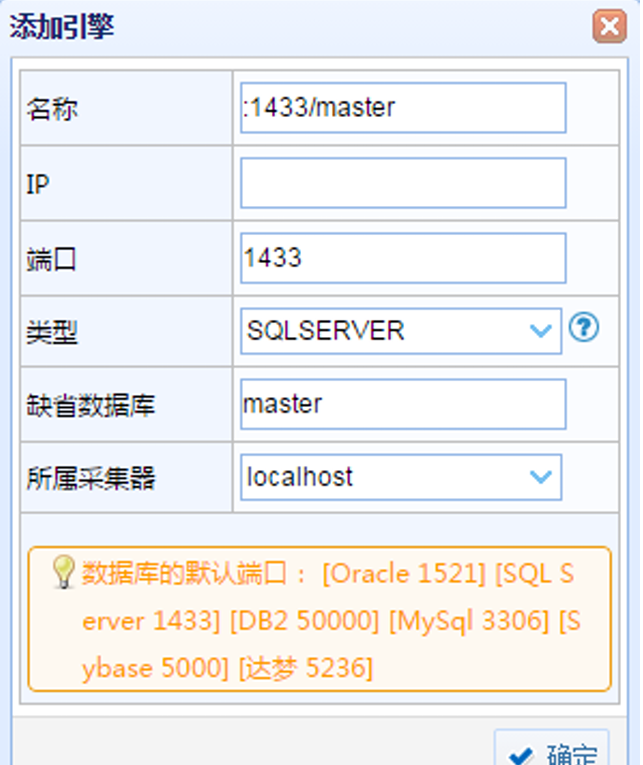 添加引擎
名称 :1433/master
IP
端口 1433
类型 SQLSERVER
缺省数据库 master
所属采集器 localhost
数据库的默认端口： [Oracle 1521] [SQL S
erver 1433] [DB2 50000] [MySql 3306] [S
ybase 5000] [达梦 5236]
确定